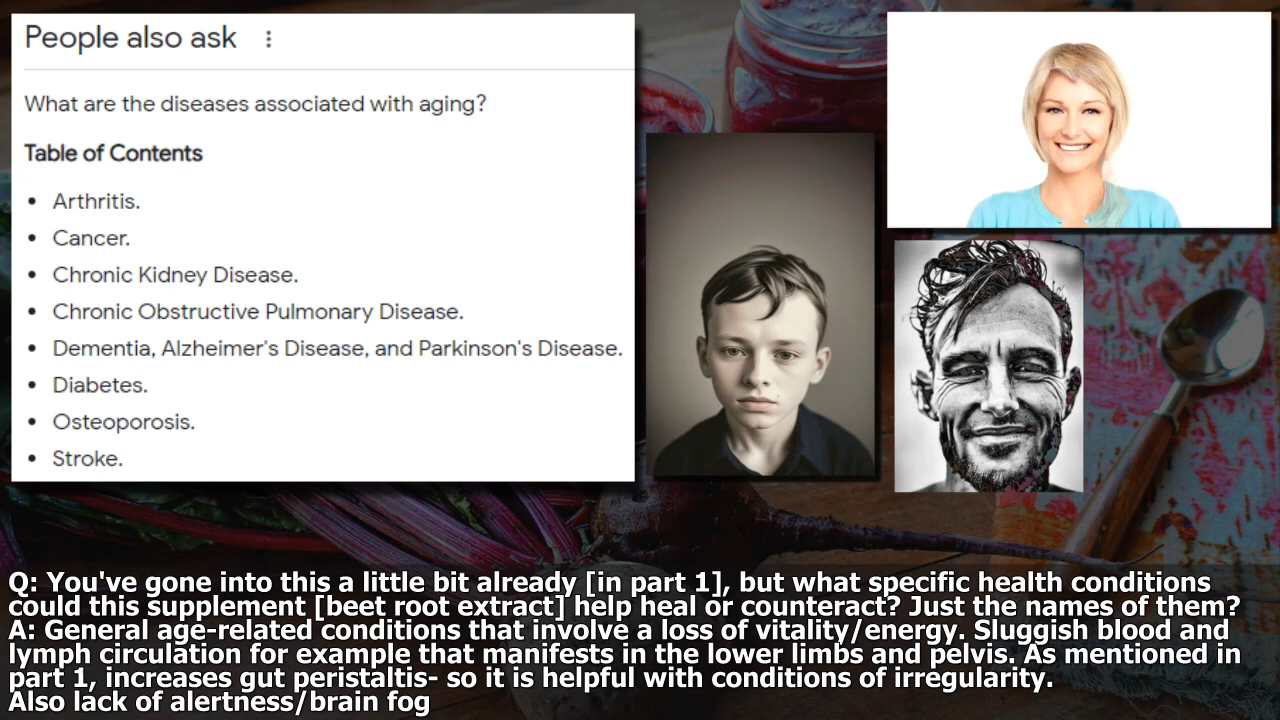 People also ask
What are the diseases associated with aging?
Table of Contents
• Arthritis.
• Cancer.
• Chronic Kidney Disease.
• Chronic Obstructive Pulmonary Disease.
• Dementia, Alzheimer's Disease, and Parkinson's Disease.
• Diabetes.
• Osteoporosis.
• Stroke.
Q: You've gone into this a little bit already [in part 1], but what specific health conditions
could this supplement [beet root extract] help heal or counteract? Just the names of them?
A: General age-related conditions that involve a loss of vitality/energy. Sluggish blood and
lymph circulation for example that manifests in the lower limbs and pelvis. As mentioned in
part 1, increases gut peristaltis- so it is helpful with conditions of irregularity.
Also lack of alertness/brain fog